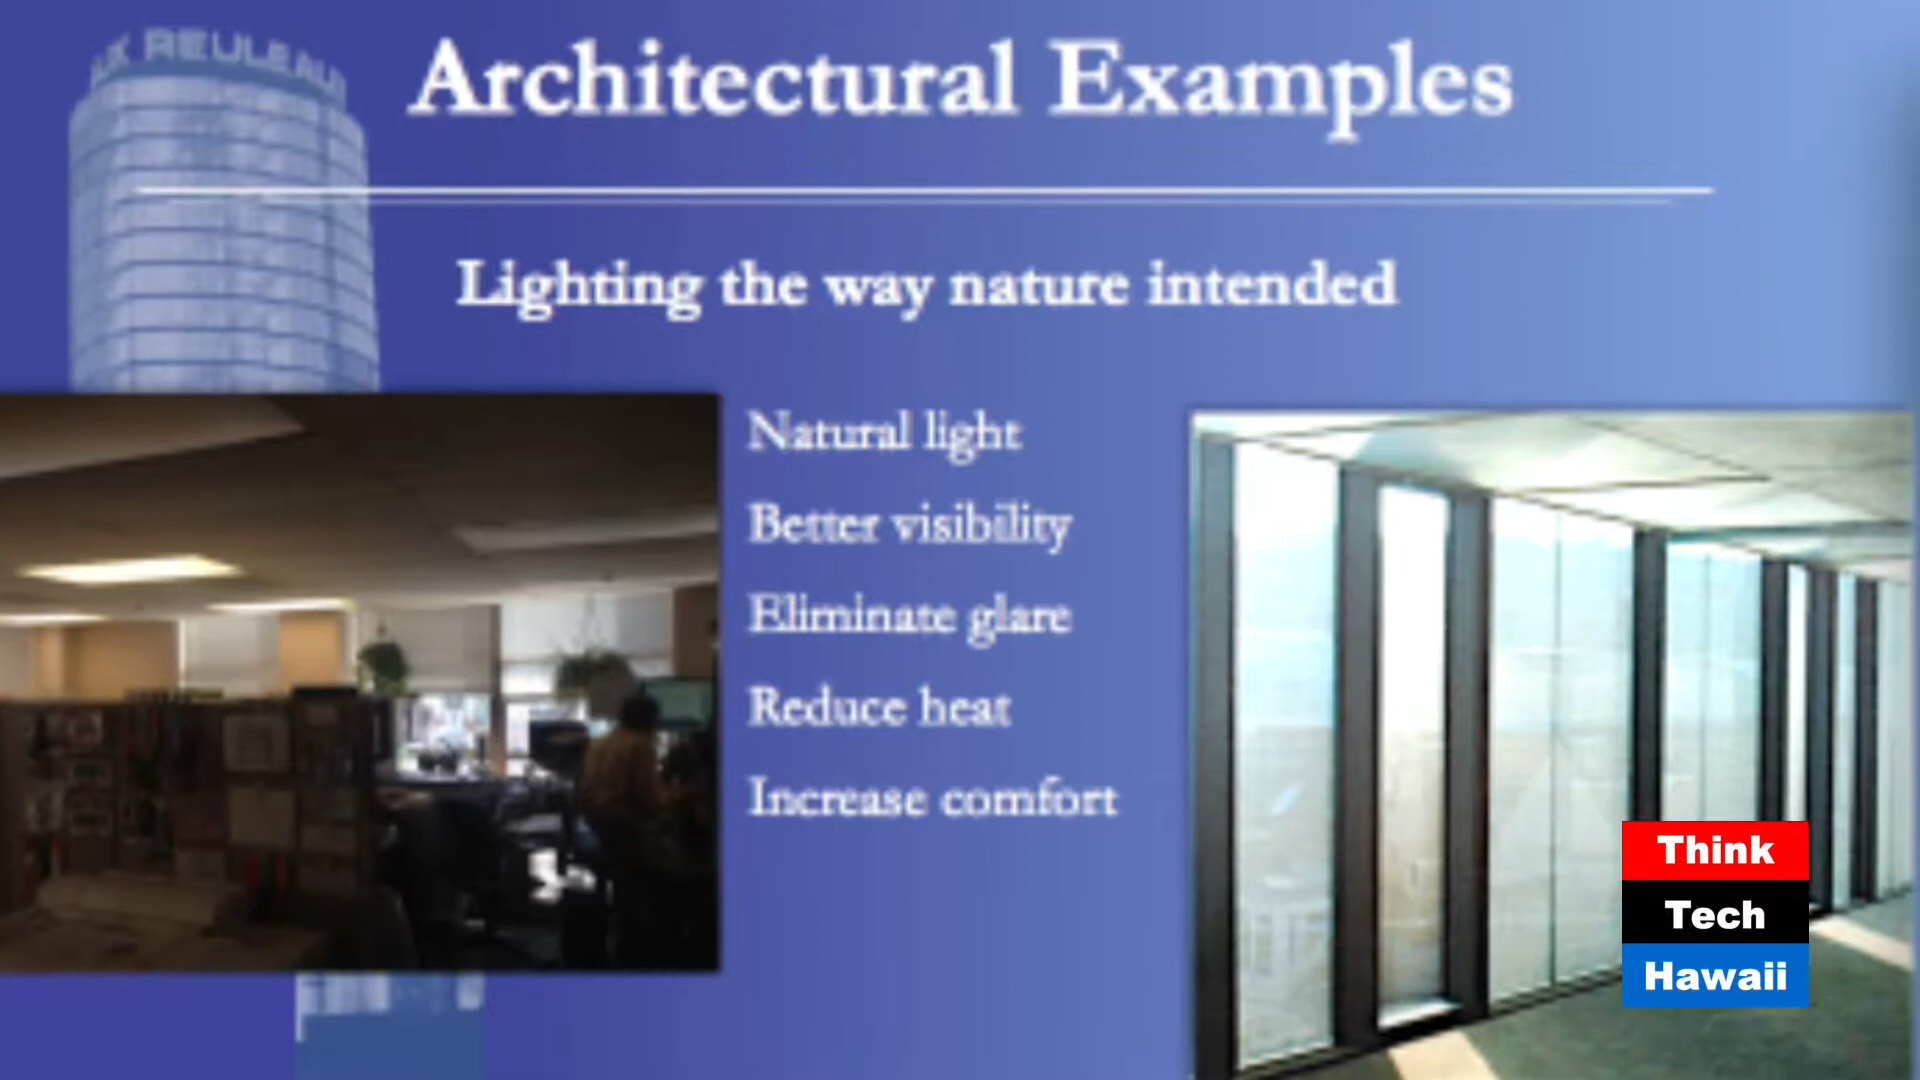 Architectural Examples
Lighting the way nature intended
Natural light
Better visibility
Eliminate glare
Reduce heat
Increase comfort
Think
Tech
Hawaii